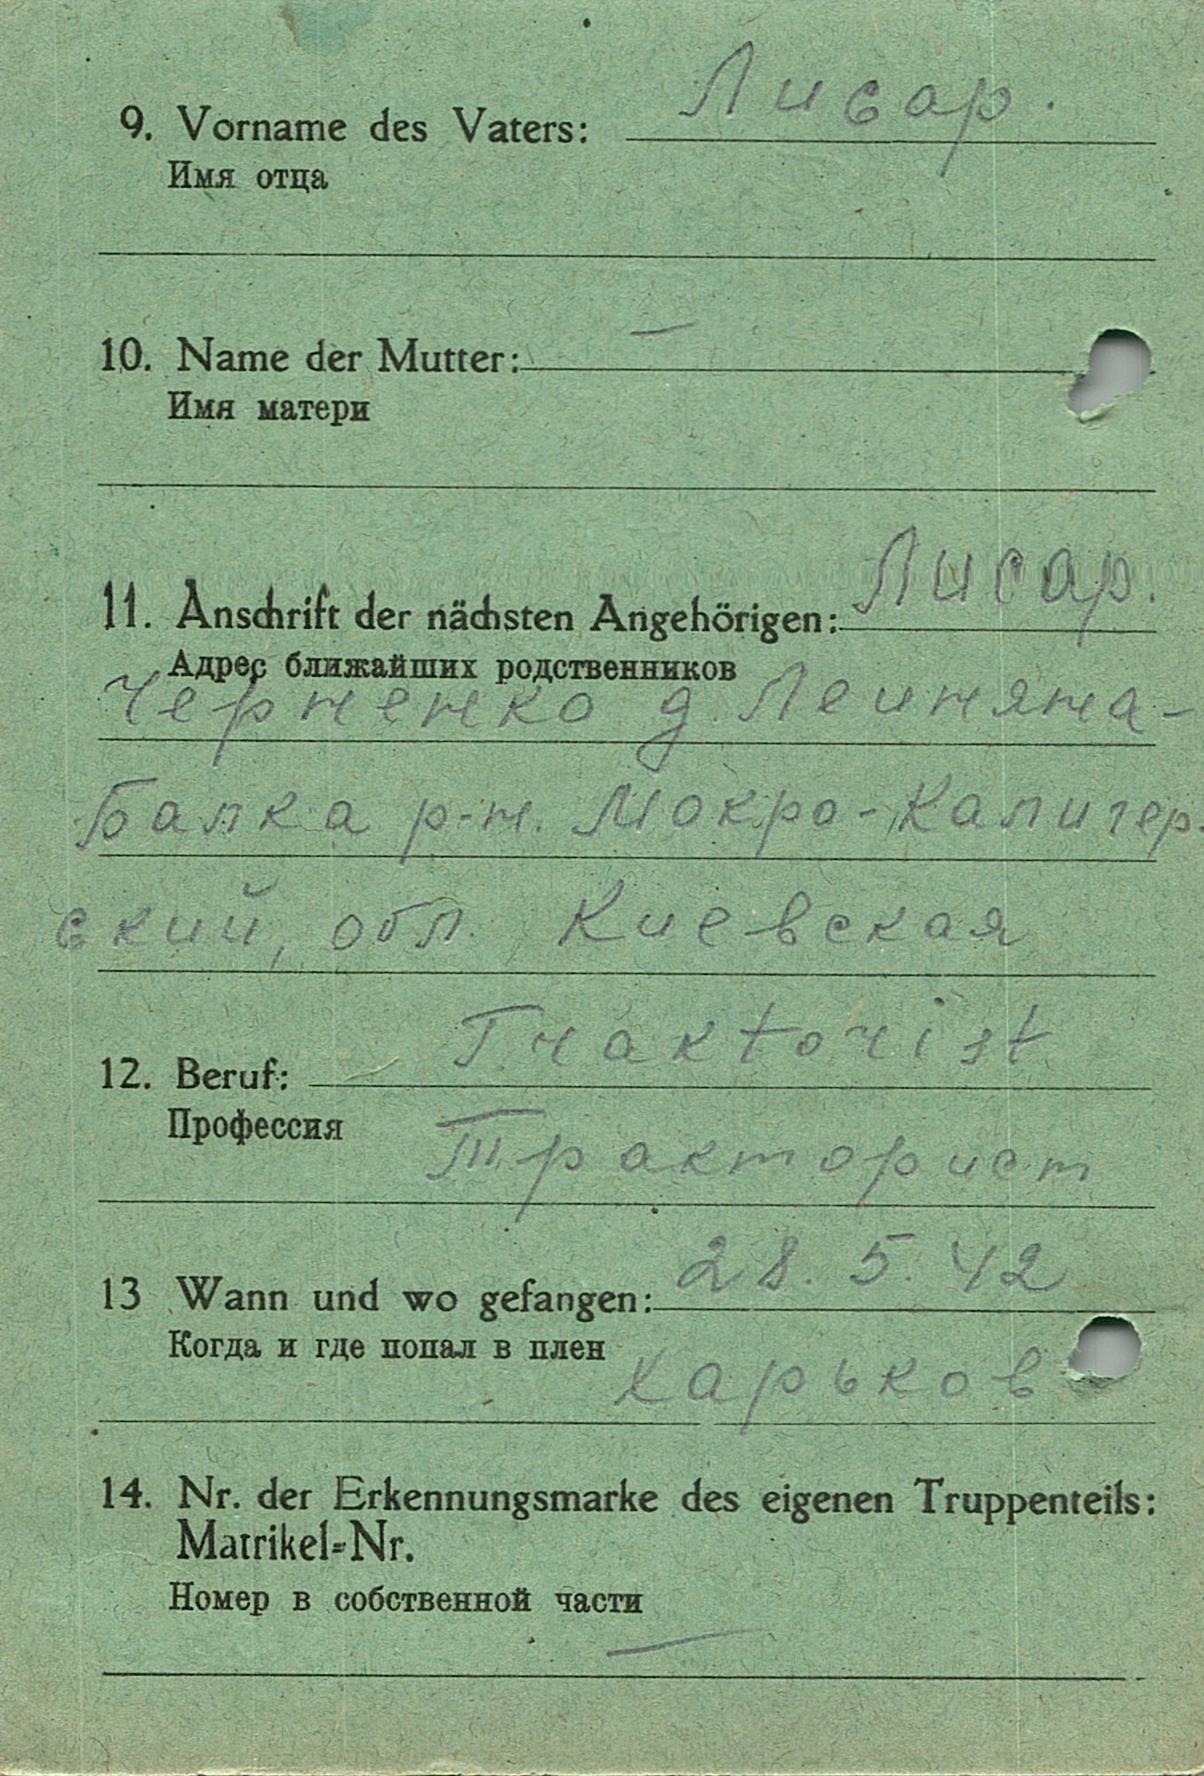 9. Vorname des Vaters: Лисар.
Имя отца
10. Name der Mutter: —
Имя матери
11. Anschrift der nächsten Angehörigen: Лисар.
Адрес ближайших родственников
Черненко д. Леиняна-
Балка р-н. Мокро-Калигер
ский, обл. Киевская
12. Beruf: Traktorist
Профессия Тракторист
13 Wann und wo gefangen: 28. 5 42
Когда и где попал в плен Харьков
14. Nr. der Erkennungsmarke des eigenen Truppenteils:
Matrikel-Nr.
Номер в собственной части —